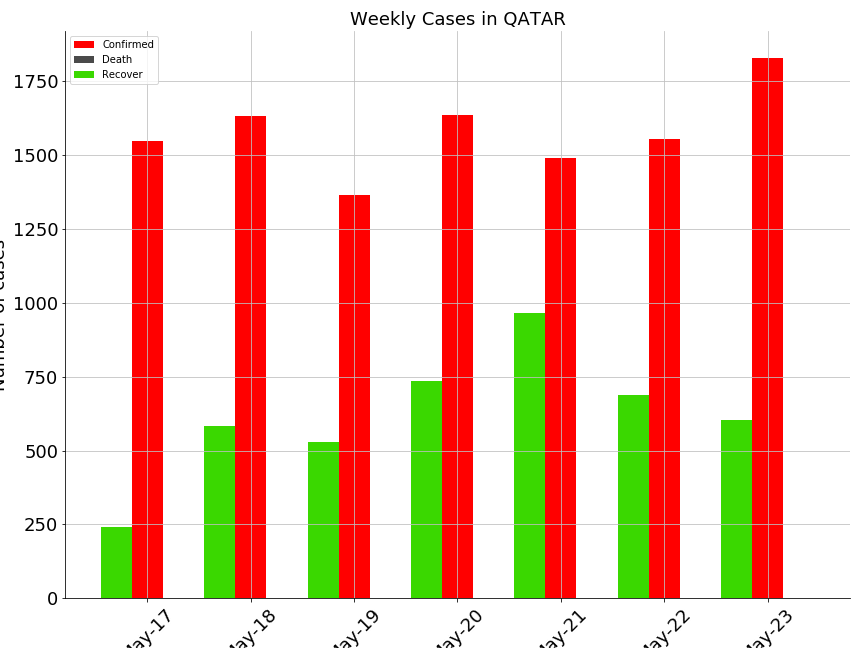 Weekly Cases in QATAR
Confirmed
Death
Recover
1750
1500
1250
1000
750
500
250
0
May-17
May-18
May-19
May-20
May-21
May-22
May-23
Number of cases